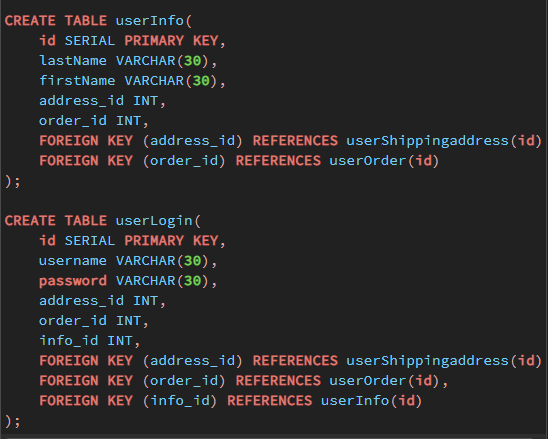 CREATE TABLE userInfo(
    id SERIAL PRIMARY KEY,
    lastName VARCHAR(30),
    firstName VARCHAR(30),
    address_id INT,
    order_id INT,
    FOREIGN KEY (address_id) REFERENCES userShippingaddress(id)
    FOREIGN KEY (order_id) REFERENCES userOrder(id)
);

CREATE TABLE userLogin(
    id SERIAL PRIMARY KEY,
    username VARCHAR(30),
    password VARCHAR(30),
    address_id INT,
    order_id INT,
    info_id INT,
    FOREIGN KEY (address_id) REFERENCES userShippingaddress(id)
    FOREIGN KEY (order_id) REFERENCES userOrder(id),
    FOREIGN KEY (info_id) REFERENCES userInfo(id)
);